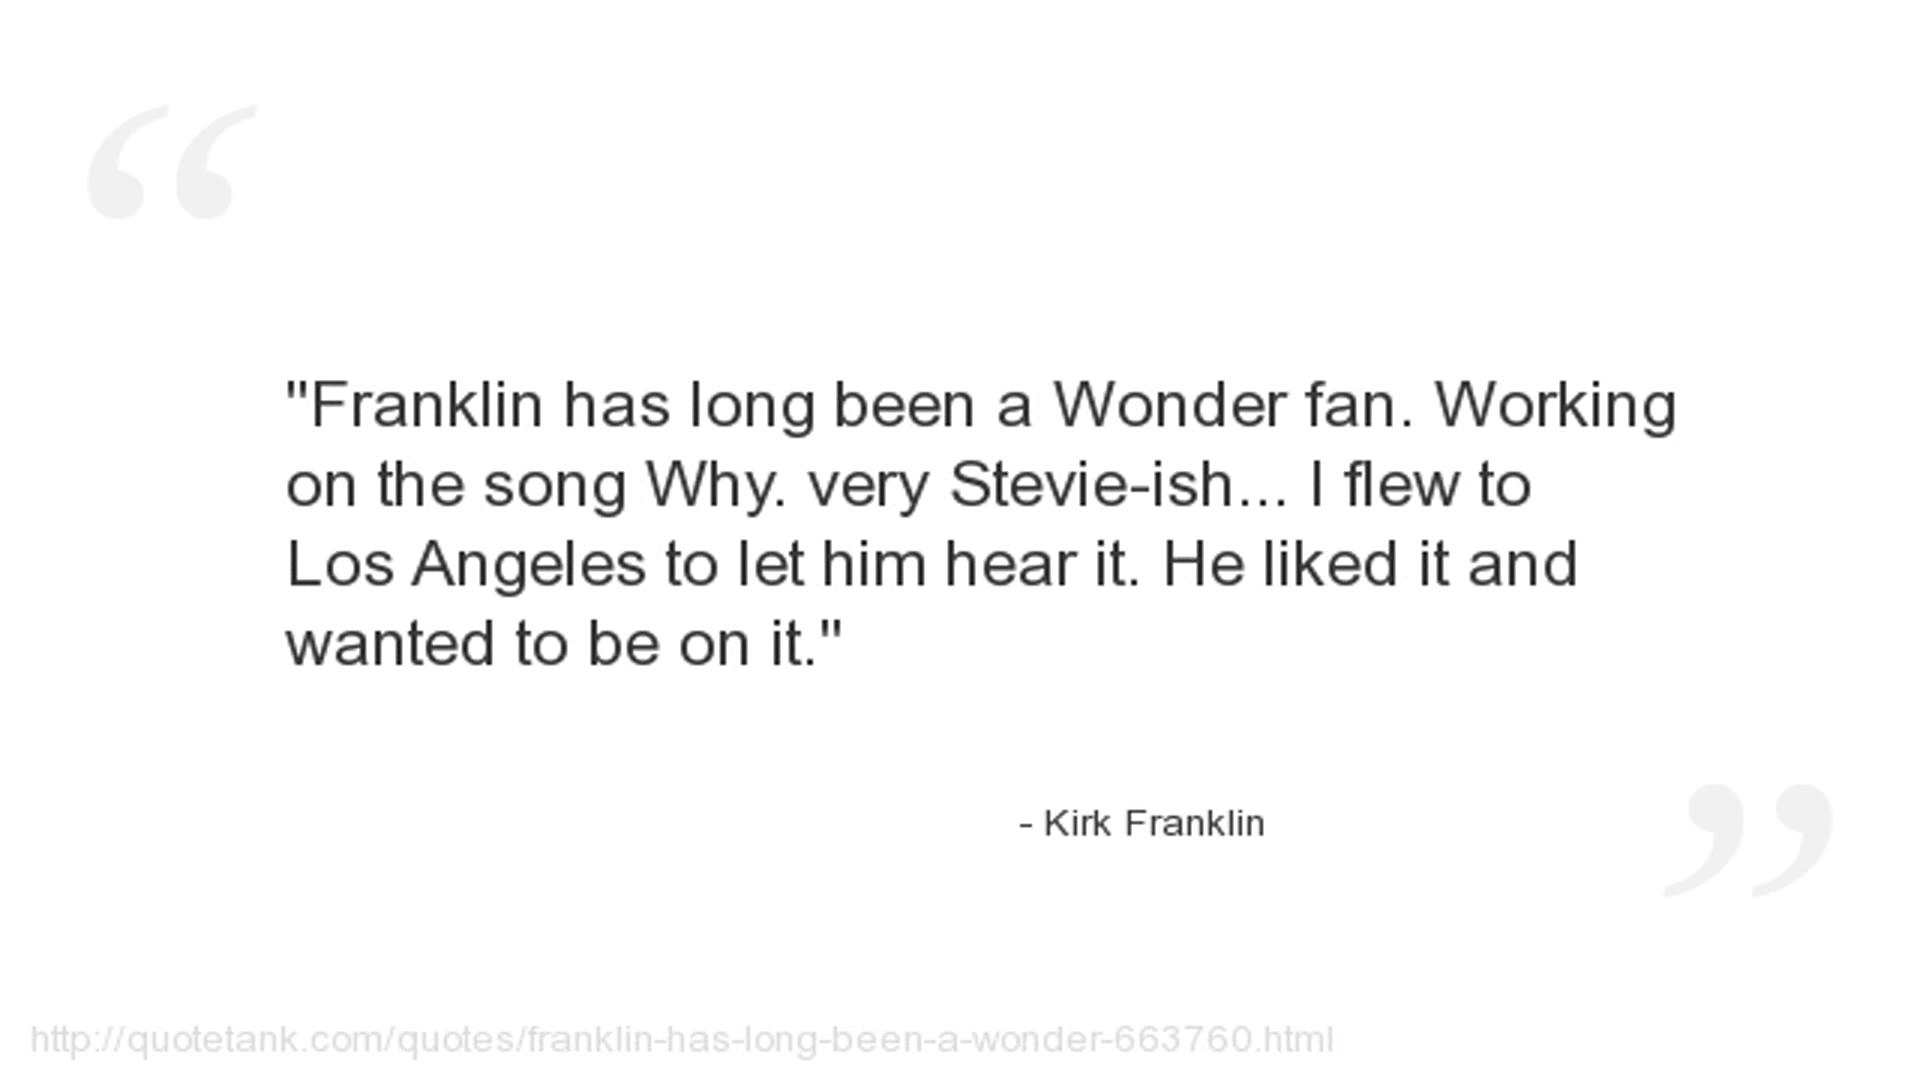 "Franklin has long been a Wonder fan. Working
on the song Why. very Stevie-ish... I flew to
Los Angeles to let him hear it. He liked it and
wanted to be on it."
- Kirk Franklin
http://quotetank.com/quotes/franklin-has-long-been-a-wonder-663760.html